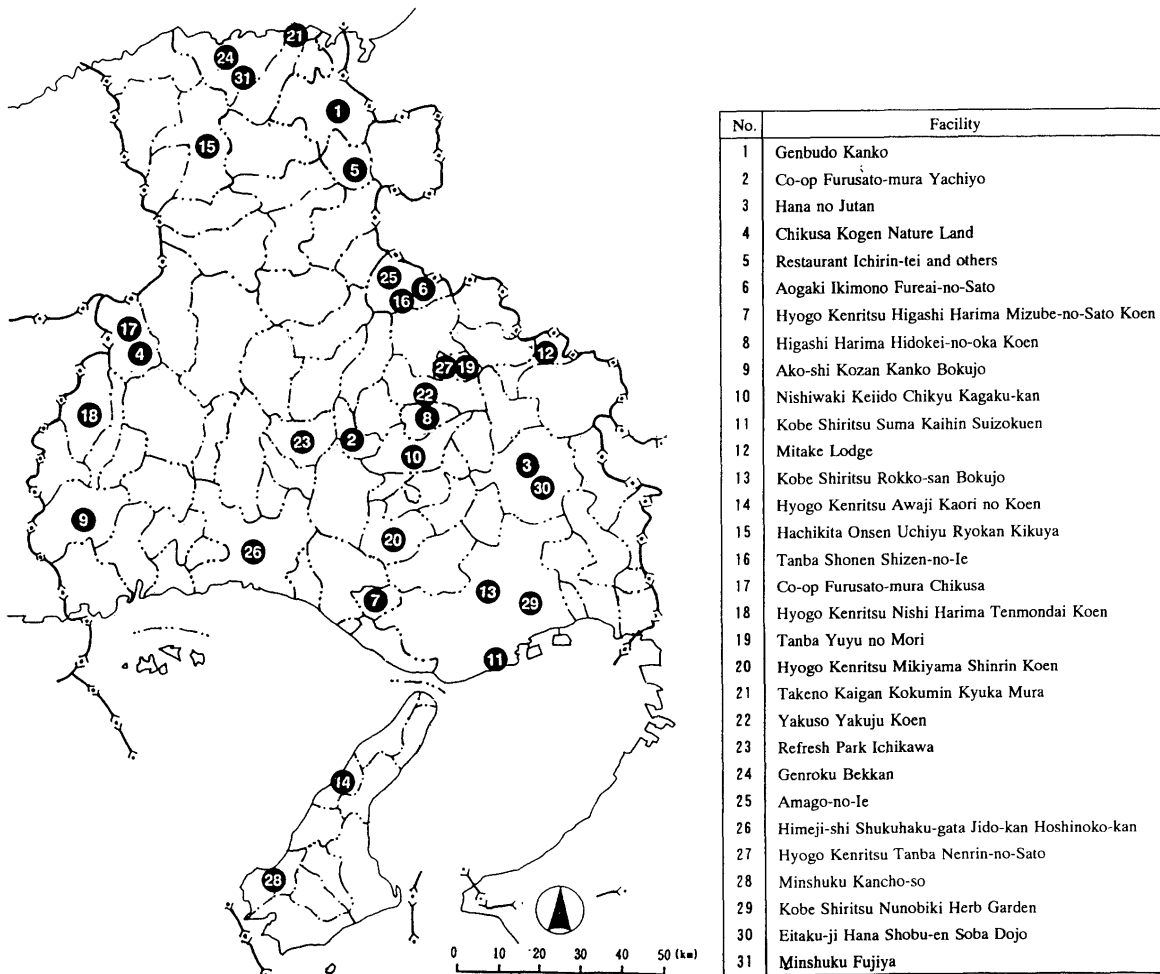 21
24
31
1
15
5
25
6
16
17
4
12
27 19
22
18
8
23
2
10
3
30
9
20
26
13
7
29
11
14
28
0 10 20 30 40 50 (km)
No. Facility
1 Genbudo Kanko
2 Co-op Furusato-mura Yachiyo
3 Hana no Jutan
4 Chikusa Kogen Nature Land
5 Restaurant Ichirin-tei and others
6 Aogaki Ikimono Fureai-no-Sato
7 Hyogo Kenritsu Higashi Harima Mizube-no-Sato Koen
8 Higashi Harima Hidokei-no-oka Koen
9 Ako-shi Kozan Kanko Bokujo
10 Nishiwaki Keiido Chikyu Kagaku-kan
11 Kobe Shiritsu Suma Kaihin Suizokuen
12 Mitake Lodge
13 Kobe Shiritsu Rokko-san Bokujo
14 Hyogo Kenritsu Awaji Kaori no Koen
15 Hachikita Onsen Uchiyu Ryokan Kikuya
16 Tanba Shonen Shizen-no-Ie
17 Co-op Furusato-mura Chikusa
18 Hyogo Kenritsu Nishi Harima Tenmondai Koen
19 Tanba Yuyu no Mori
20 Hyogo Kenritsu Mikiyama Shinrin Koen
21 Takeno Kaigan Kokumin Kyuka Mura
22 Yakuso Yakuju Koen
23 Refresh Park Ichikawa
24 Genroku Bekkan
25 Amago-no-Ie
26 Himeji-shi Shukuhaku-gata Jido-kan Hoshinoko-kan
27 Hyogo Kenritsu Tanba Nenrin-no-Sato
28 Minshuku Kancho-so
29 Kobe Shiritsu Nunobiki Herb Garden
30 Eitaku-ji Hana Shobu-en Soba Dojo
31 Minshuku Fujiya